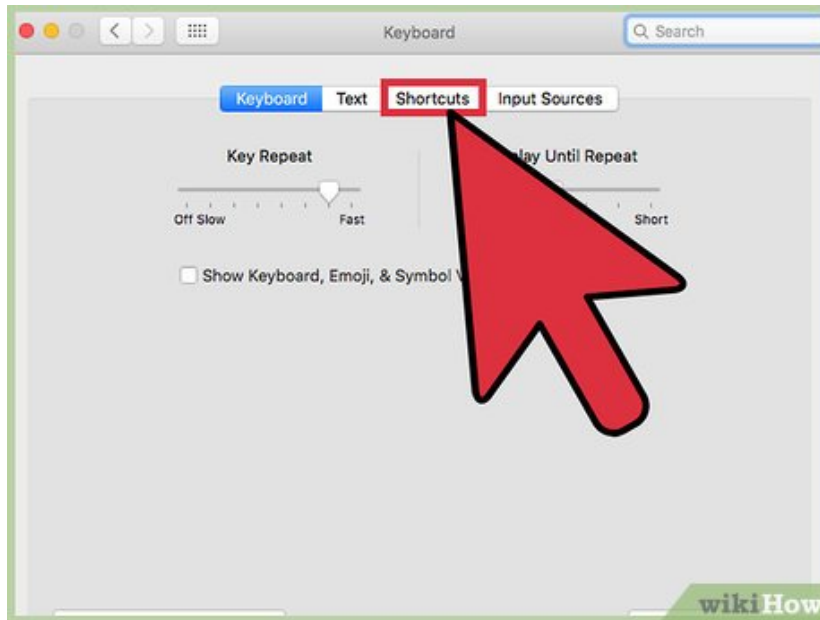 Keyboard
Search
Keyboard Text Shortcuts Input Sources
Key Repeat
Until Repeat
Off Slow Fast
Short
Show Keyboard, Emoji, & Symbol
wikiHow